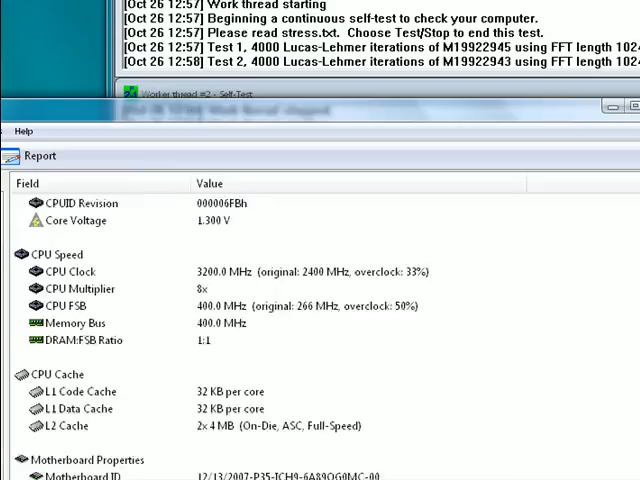 [Oct 26 12:57] Work thread starting
[Oct 26 12:57] Beginning a continuous self-test to check your computer.
[Oct 26 12:57] Please read stress.txt. Choose Test/Stop to end this test.
[Oct 26 12:57] Test 1, 4000 Lucas-Lehmer iterations of M19922945 using FFT length 1024
[Oct 26 12:58] Test 2, 4000 Lucas-Lehmer iterations of M19922943 using FFT length 1024
Worker thread #2 - Self-Test
Help
Report
Field Value
CPUID Revision 000006FBh
Core Voltage 1.300 V
CPU Speed
CPU Clock 3200.0 MHz (original: 2400 MHz, overclock: 33%)
CPU Multiplier 8x
CPU FSB 400.0 MHz (original: 266 MHz, overclock: 50%)
Memory Bus 400.0 MHz
DRAM:FSB Ratio 1:1
CPU Cache
L1 Code Cache 32 KB per core
L1 Data Cache 32 KB per core
L2 Cache 2x 4 MB (On-Die, ASC, Full-Speed)
Motherboard Properties
Motherboard ID 12/13/2007-P35-ICH9-6A89OG0MC-00